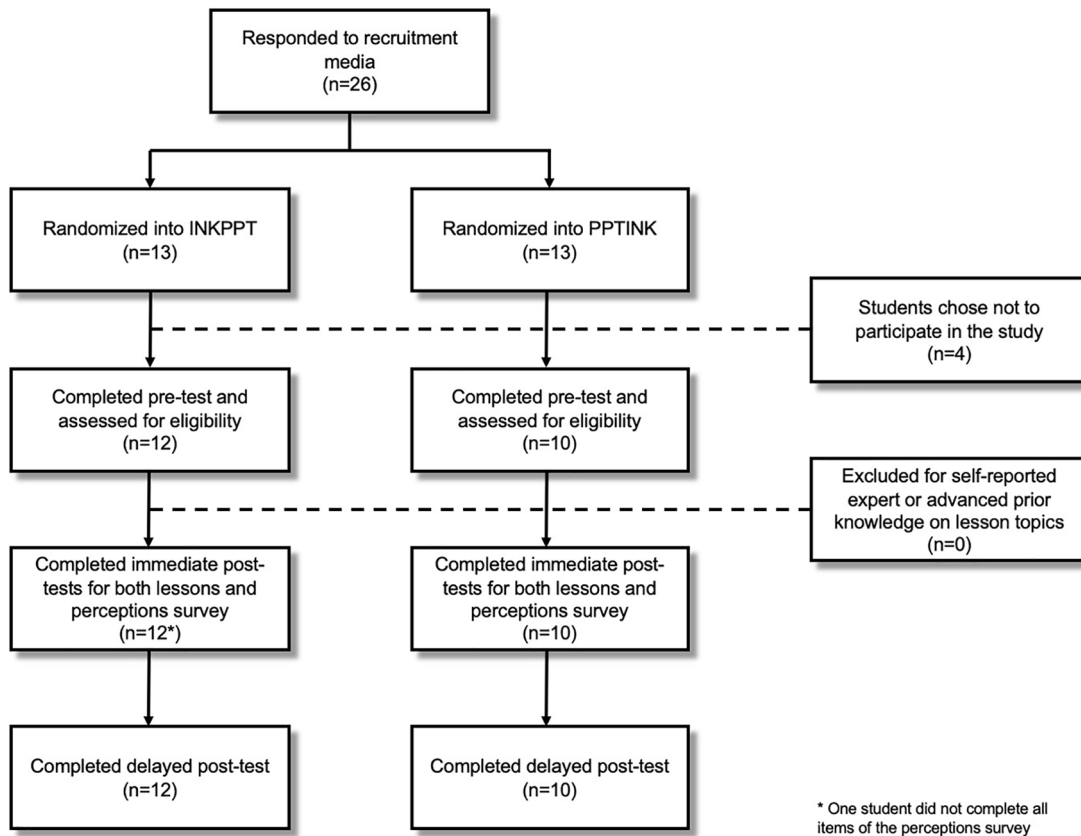 Responded to recruitment
media
(n=26)
Randomized into INKPPT
(n=13)
Randomized into PPTINK
(n=13)
Students chose not to
participate in the study
(n=4)
Completed pre-test and
assessed for eligibility
(n=12)
Completed pre-test and
assessed for eligibility
(n=10)
Excluded for self-reported
expert or advanced prior
knowledge on lesson topics
(n=0)
Completed immediate post-
tests for both lessons and
perceptions survey
(n=12*)
Completed immediate post-
tests for both lessons and
perceptions survey
(n=10)
Completed delayed post-test
(n=12)
Completed delayed post-test
(n=10)
* One student did not complete all
items of the perceptions survey